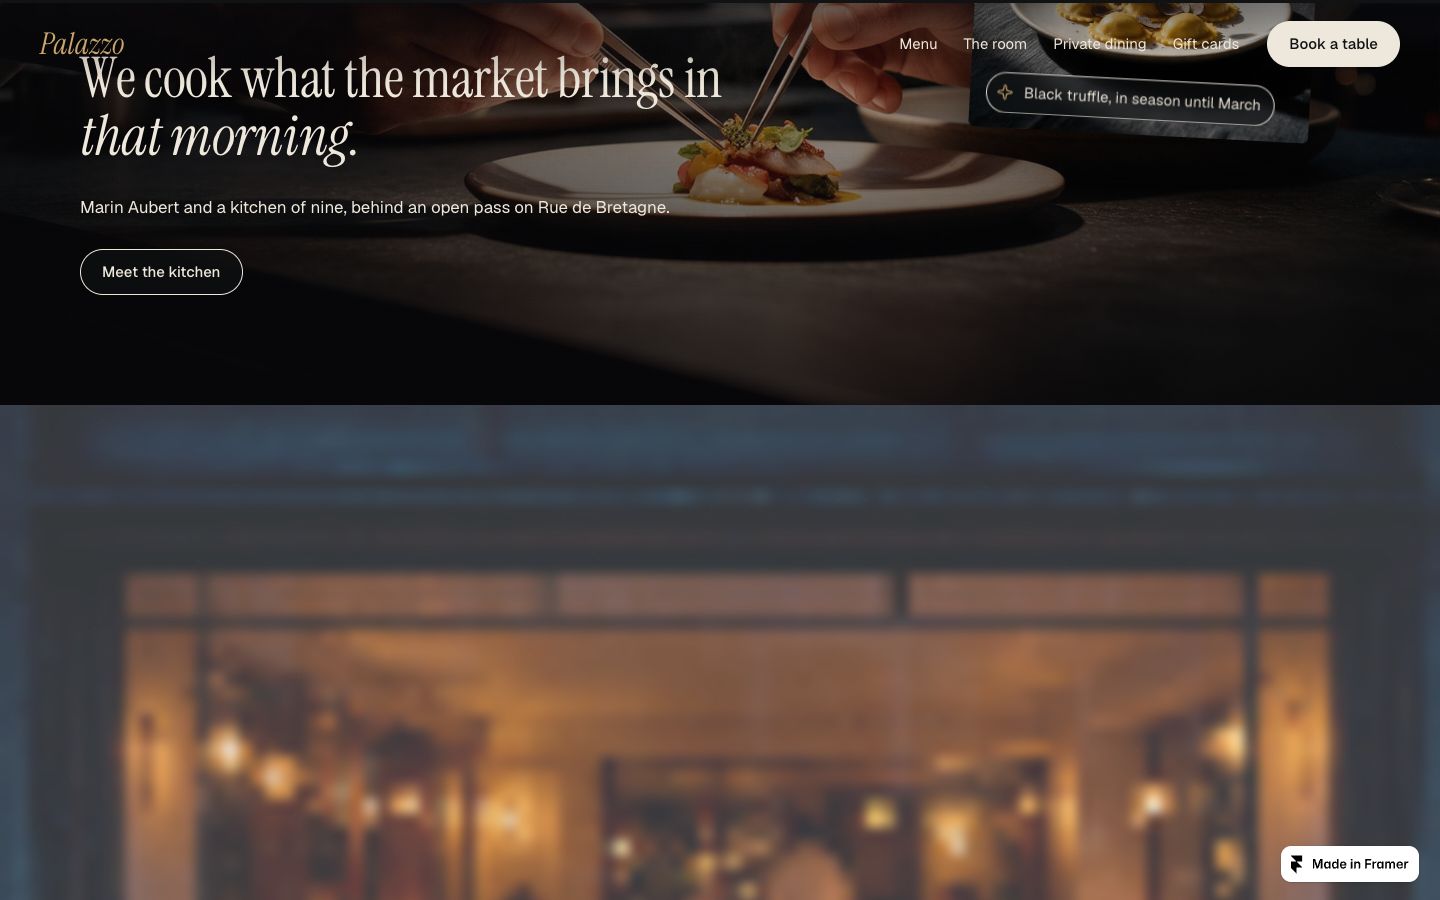 Palazzo
Menu
The room
Private dining
Gift cards
Book a table
We cook what the market brings in
that morning.
Black truffle, in season until March
Marin Aubert and a kitchen of nine, behind an open pass on Rue de Bretagne.
Meet the kitchen
Made in Framer